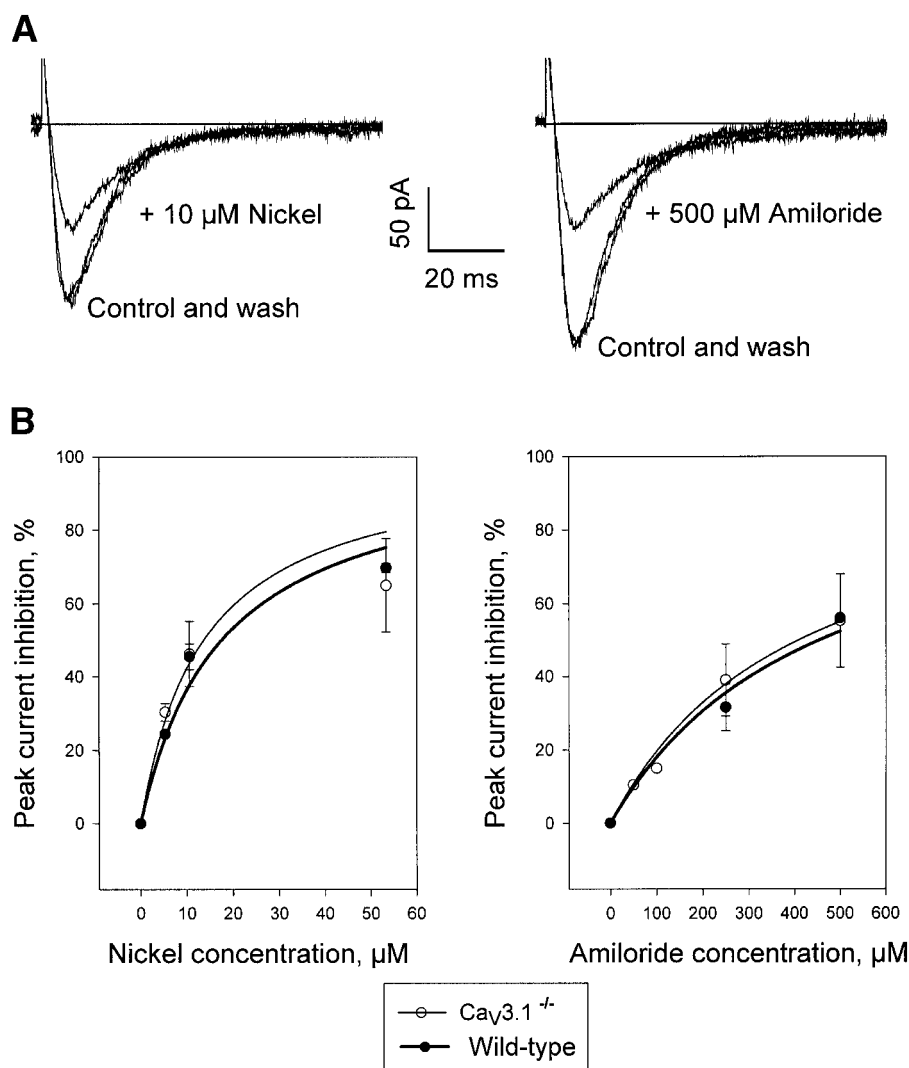 A
+ 10 µM Nickel
50 pA
20 ms
Control and wash
+ 500 µM Amiloride
Control and wash
B
Peak current inhibition, %
100
80
60
40
20
0
0 10 20 30 40 50 60
Nickel concentration, µM
Peak current inhibition, %
100
80
60
40
20
0
0 100 200 300 400 500 600
Amiloride concentration, µM
CaV3.1 -/-
Wild-type